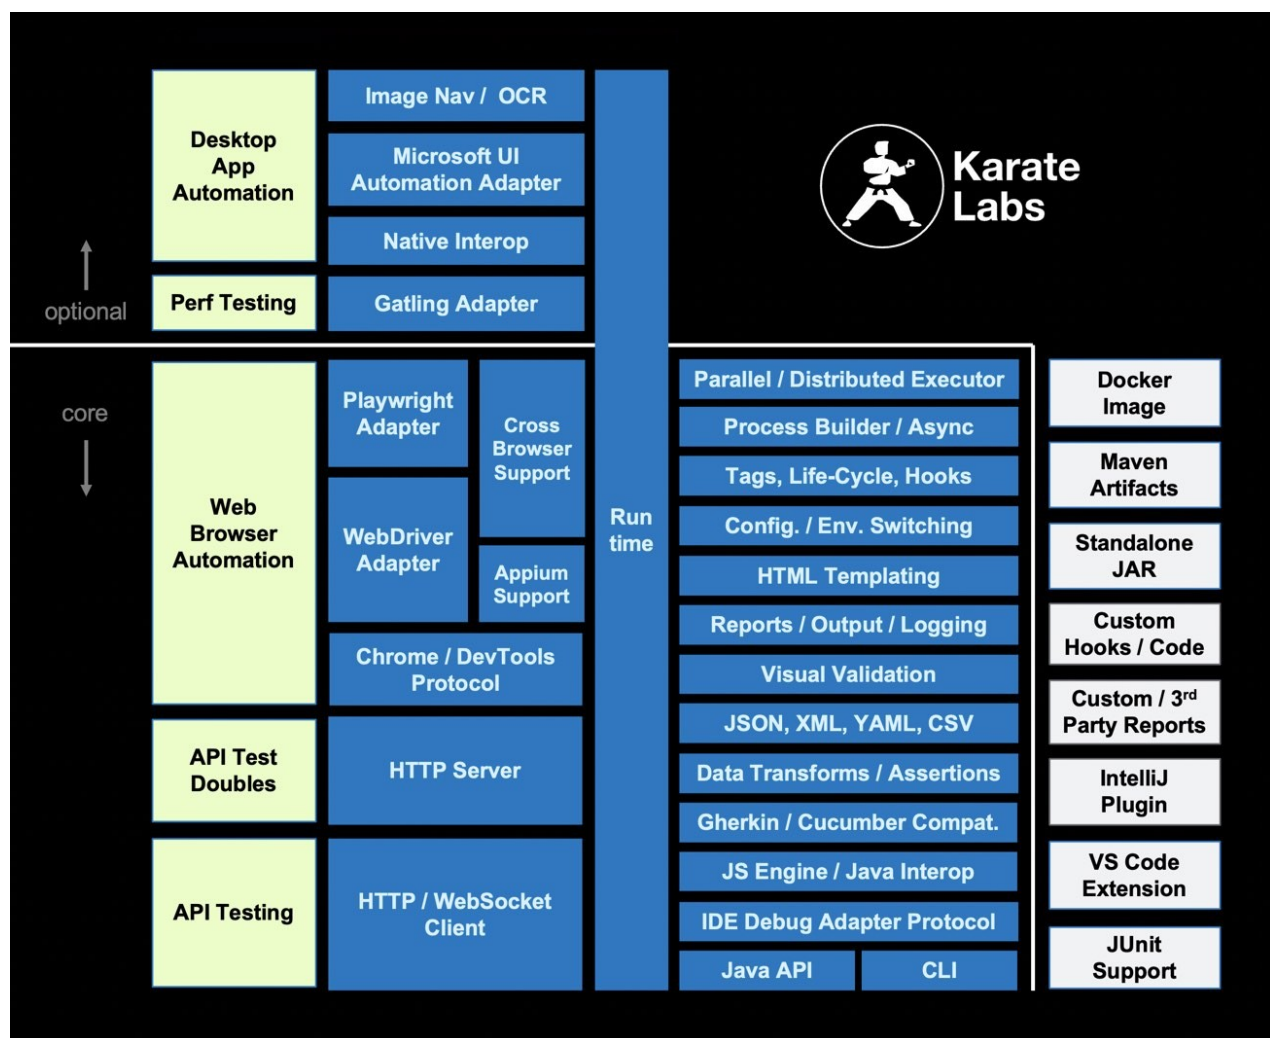 Desktop
App
Automation
Image Nav /  OCR
Microsoft UI
Automation Adapter
Native Interop
Karate
Labs
optional
Perf Testing
Gatling Adapter
core
Web
Browser
Automation
Playwright
Adapter
Cross
Browser
Support
WebDriver
Adapter
Appium
Support
Chrome / DevTools
Protocol
API Test
Doubles
HTTP Server
API Testing
HTTP / WebSocket
Client
Run
time
Parallel / Distributed Executor
Process Builder / Async
Tags, Life-Cycle, Hooks
Config. / Env. Switching
HTML Templating
Reports / Output / Logging
Visual Validation
JSON, XML, YAML, CSV
Data Transforms / Assertions
Gherkin / Cucumber Compat.
JS Engine / Java Interop
IDE Debug Adapter Protocol
Java API
CLI
Docker
Image
Maven
Artifacts
Standalone
JAR
Custom
Hooks / Code
Custom / 3rd
Party Reports
IntelliJ
Plugin
VS Code
Extension
JUnit
Support